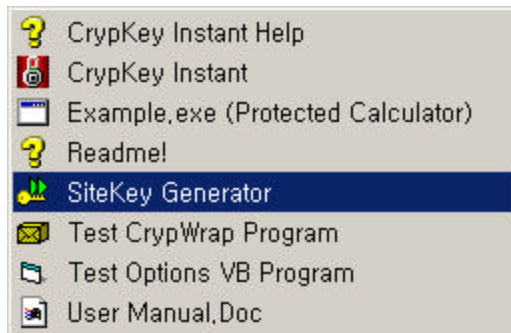 CrypKey Instant Help
CrypKey Instant
Example,exe (Protected Calculator)
Readme!
SiteKey Generator
Test CrypWrap Program
Test Options VB Program
User Manual,Doc